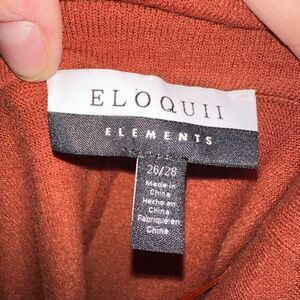 ELOQUII
ELEMENTS
26/28
Made in
China
Hecho en
China
Fabriqué en
Chine